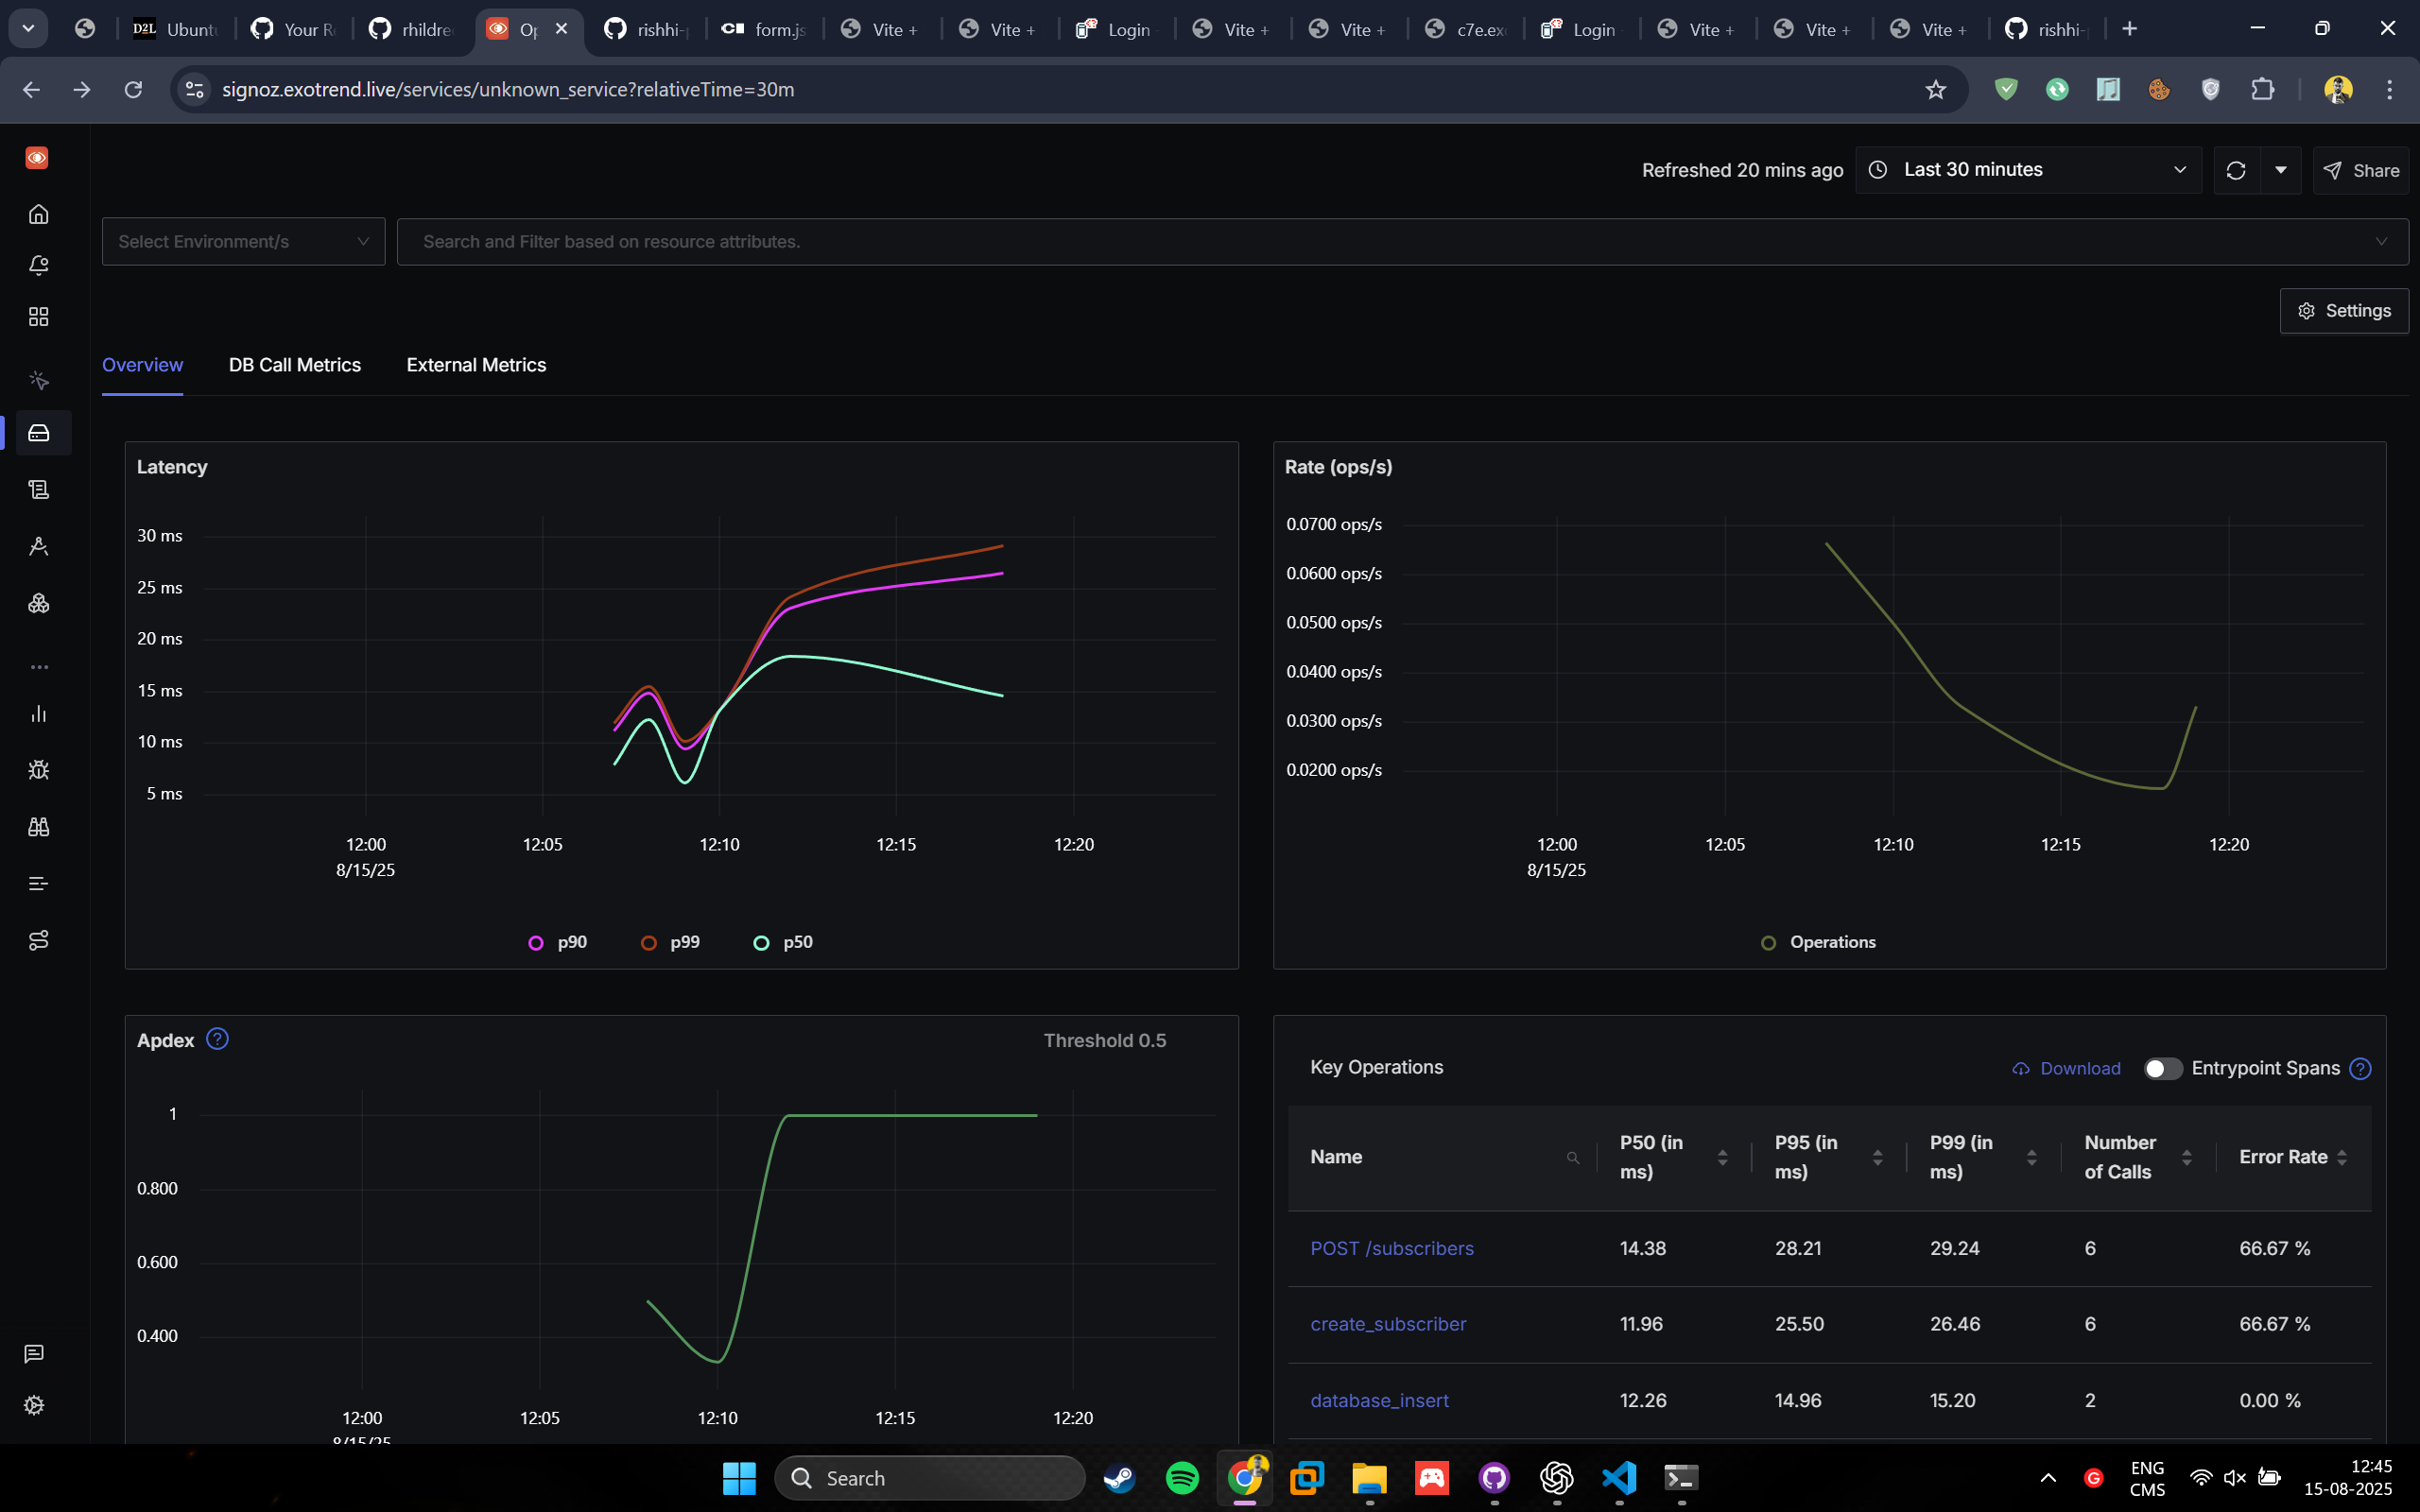 D2L Ubunt
Your R
rhildre
Op
rishhi-p
form.js
Vite +
Vite +
Login
Vite +
Vite +
c7e.exo
Login
Vite +
Vite +
Vite +
rishhi-p
signoz.exotrend.live/services/unknown_service?relativeTime=30m
Refreshed 20 mins ago
Last 30 minutes
Share
Select Environment/s
Search and Filter based on resource attributes.
Settings
Overview
DB Call Metrics
External Metrics
Latency
30 ms
25 ms
20 ms
15 ms
10 ms
5 ms
12:00
8/15/25
12:05
12:10
12:15
12:20
p90
p99
p50
Rate (ops/s)
0.0700 ops/s
0.0600 ops/s
0.0500 ops/s
0.0400 ops/s
0.0300 ops/s
0.0200 ops/s
12:00
8/15/25
12:05
12:10
12:15
12:20
Operations
Apdex
Threshold 0.5
1
0.800
0.600
0.400
12:00
8/15/25
12:05
12:10
12:15
12:20
Key Operations
Download
Entrypoint Spans
Name
P50 (in ms)
P95 (in ms)
P99 (in ms)
Number of Calls
Error Rate
POST /subscribers 14.38 28.21 29.24 6 66.67 %
create_subscriber 11.96 25.50 26.46 6 66.67 %
database_insert 12.26 14.96 15.20 2 0.00 %
Search
ENG
CMS
12:45
15-08-2025